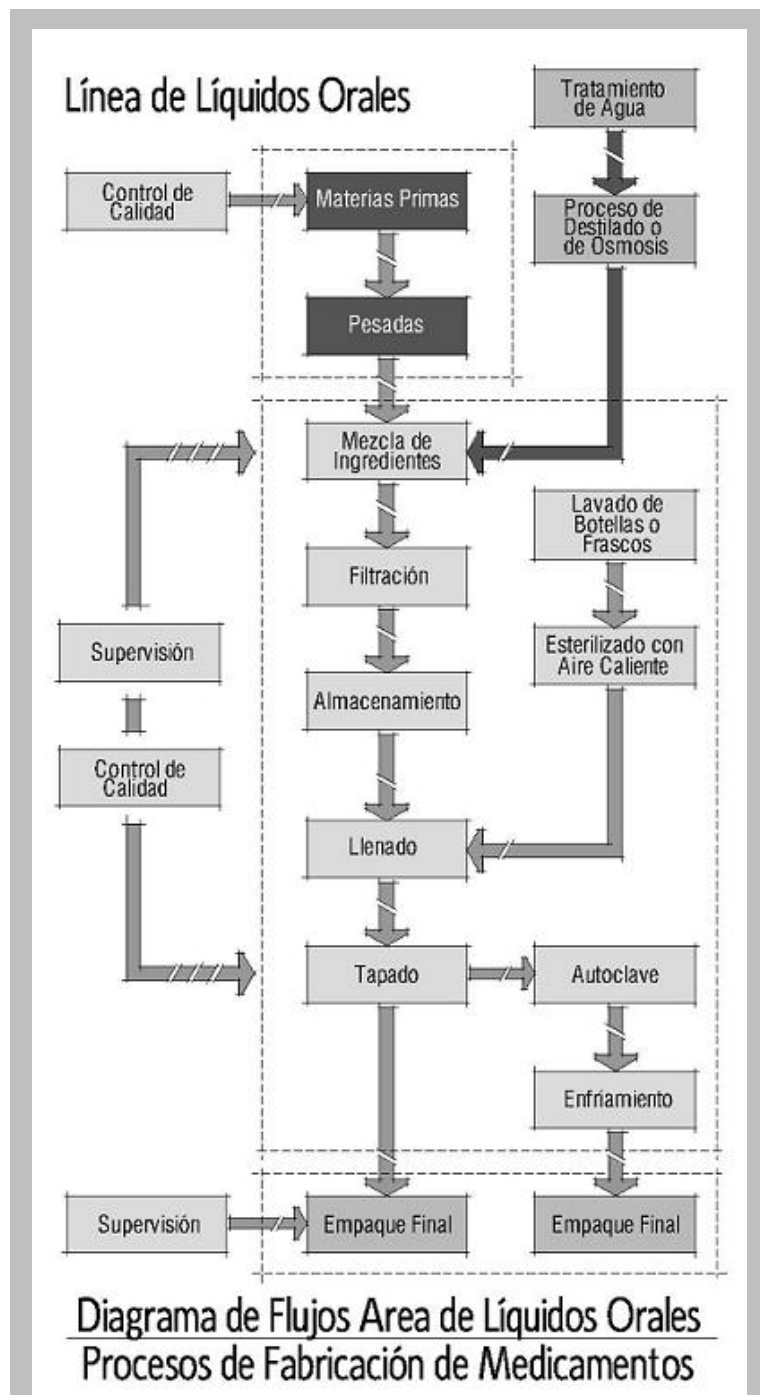 Línea de Líquidos Orales
Tratamiento
de Agua
Control de
Calidad
Materias Primas
Proceso de
Destilado o
de Osmosis
Pesadas
Mezcla de
Ingredientes
Lavado de
Botellas o
Frascos
Filtración
Supervisión
Esterilizado con
Aire Caliente
Almacenamiento
Control de
Calidad
Llenado
Tapado
Autoclave
Enfriamiento
Supervisión
Empaque Final
Empaque Final
Diagrama de Flujos Area de Líquidos Orales
Procesos de Fabricación de Medicamentos